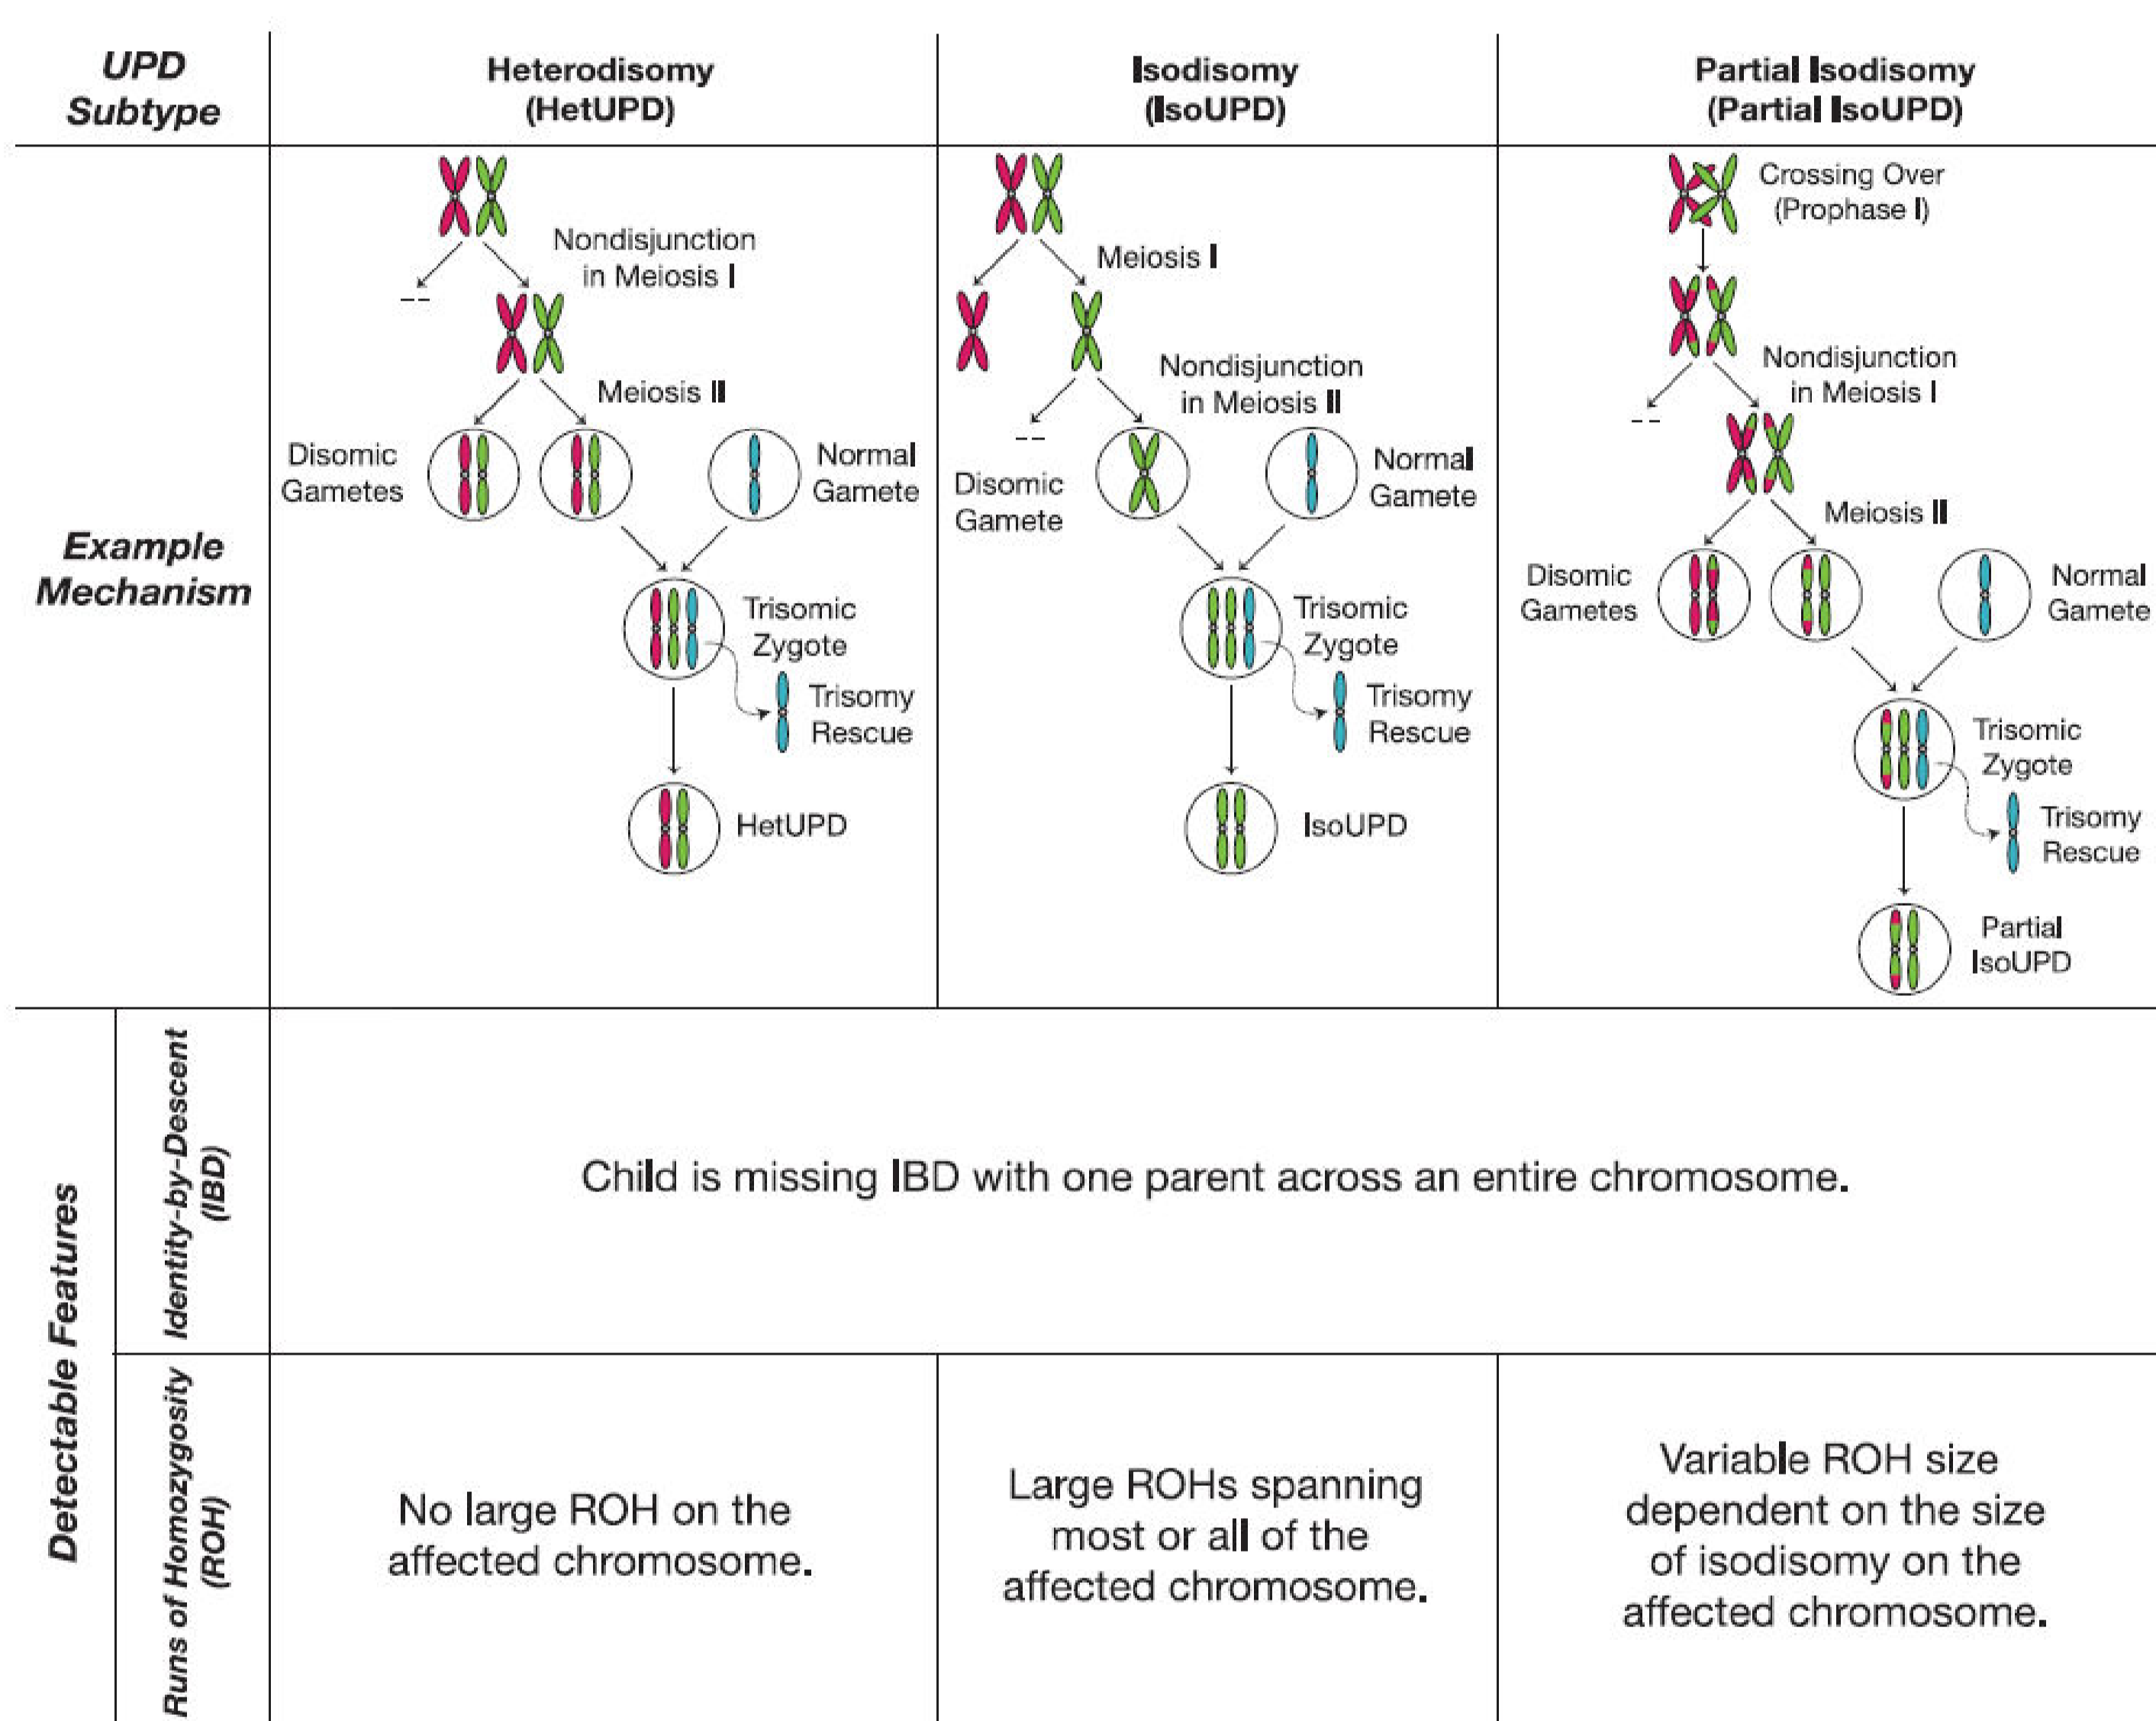 UPD
Subtype
Heterodisomy
(HetUPD)
Isodisomy
(IsoUPD)
Partial Isodisomy
(Partial IsoUPD)
Example
Mechanism
Nondisjunction
in Meiosis I
--
Meiosis II
Disomic
Gametes
Normal
Gamete
Trisomic
Zygote
Trisomy
Rescue
HetUPD
Meiosis I
Nondisjunction
in Meiosis II
--
Disomic
Gamete
Normal
Gamete
Trisomic
Zygote
Trisomy
Rescue
IsoUPD
Crossing Over
(Prophase I)
Nondisjunction
in Meiosis I
--
Meiosis II
Disomic
Gametes
Normal
Gamete
Trisomic
Zygote
Trisomy
Rescue
Partial
IsoUPD
Detectable Features
Identity-by-Descent
(IBD)
Child is missing IBD with one parent across an entire chromosome.
Runs of Homozygosity
(ROH)
No large ROH on the
affected chromosome.
Large ROHs spanning
most or all of the
affected chromosome.
Variable ROH size
dependent on the size
of isodisomy on the
affected chromosome.